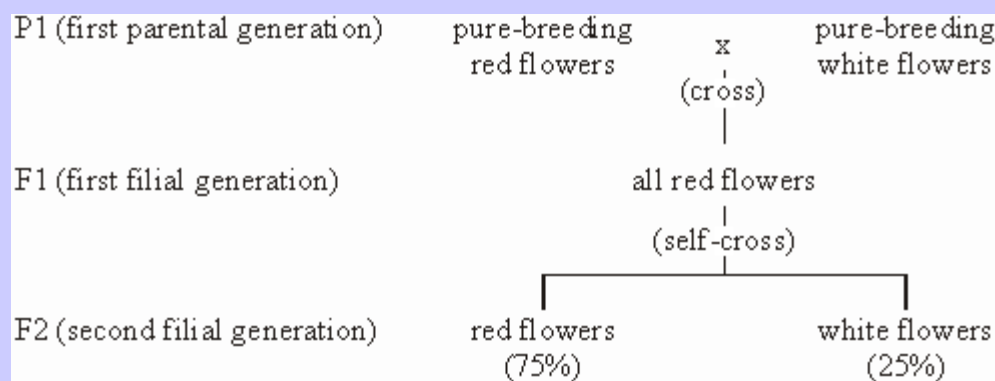 P1 (first parental generation) pure-breeding x pure-breeding
red flowers white flowers
(cross)
F1 (first filial generation) all red flowers
(self-cross)
F2 (second filial generation) red flowers white flowers
(75%) (25%)